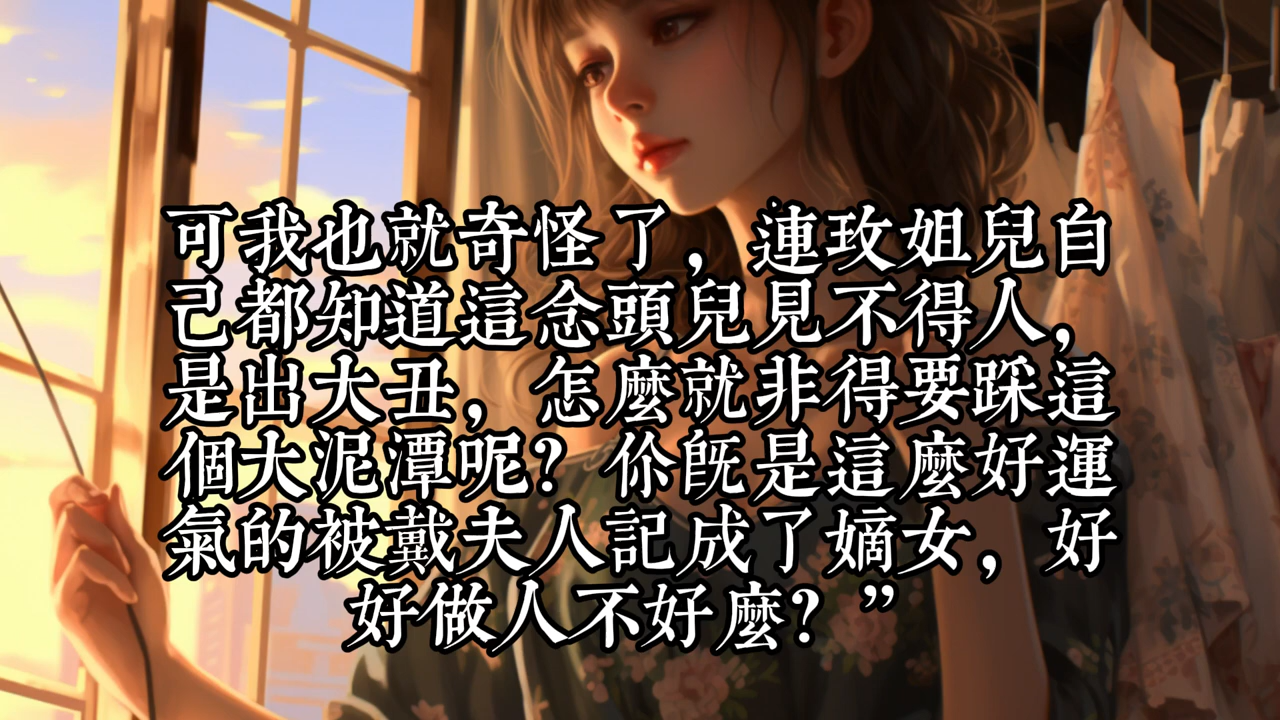 可我也就奇怪了，連玫姐兒自
己都知道這念頭兒見不得人，
是出大丑，怎麼就非得要踩這
個大泥潭呢？你既是這麼好運
氣的被戴夫人記成了嫡女，好
好做人不好麼？”